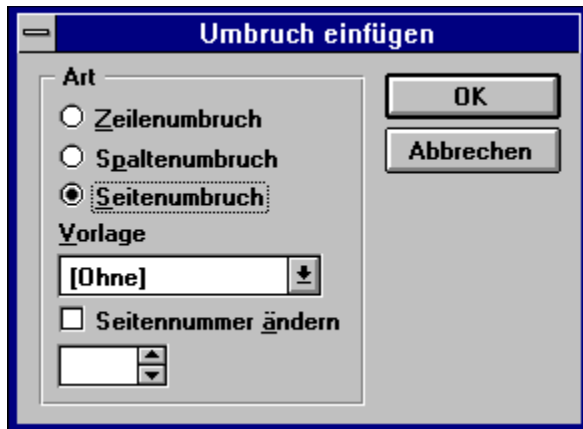 Umbruch einfügen
Art
Zeilenumbruch
Spaltenumbruch
Seitenumbruch
Vorlage
[Ohne]
Seitennummer ändern
OK
Abbrechen